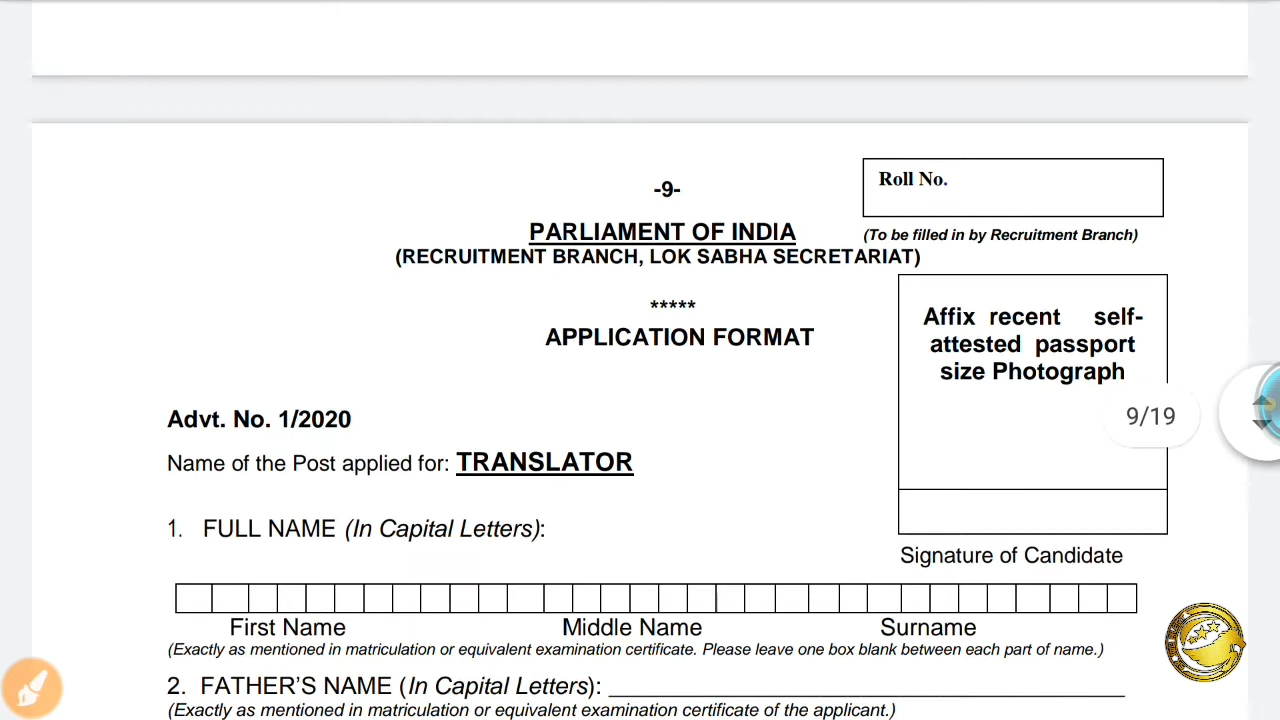 -9-
Roll No.
PARLIAMENT OF INDIA
(To be filled in by Recruitment Branch)
(RECRUITMENT BRANCH, LOK SABHA SECRETARIAT)
*****
APPLICATION FORMAT
Affix recent self-
attested passport
size Photograph
9/19
Advt. No. 1/2020
Name of the Post applied for: TRANSLATOR
1. FULL NAME (In Capital Letters):
Signature of Candidate
First Name Middle Name Surname
(Exactly as mentioned in matriculation or equivalent examination certificate. Please leave one box blank between each part of name.)
2. FATHER'S NAME (In Capital Letters): ______________________________________
(Exactly as mentioned in matriculation or equivalent examination certificate of the applicant.)